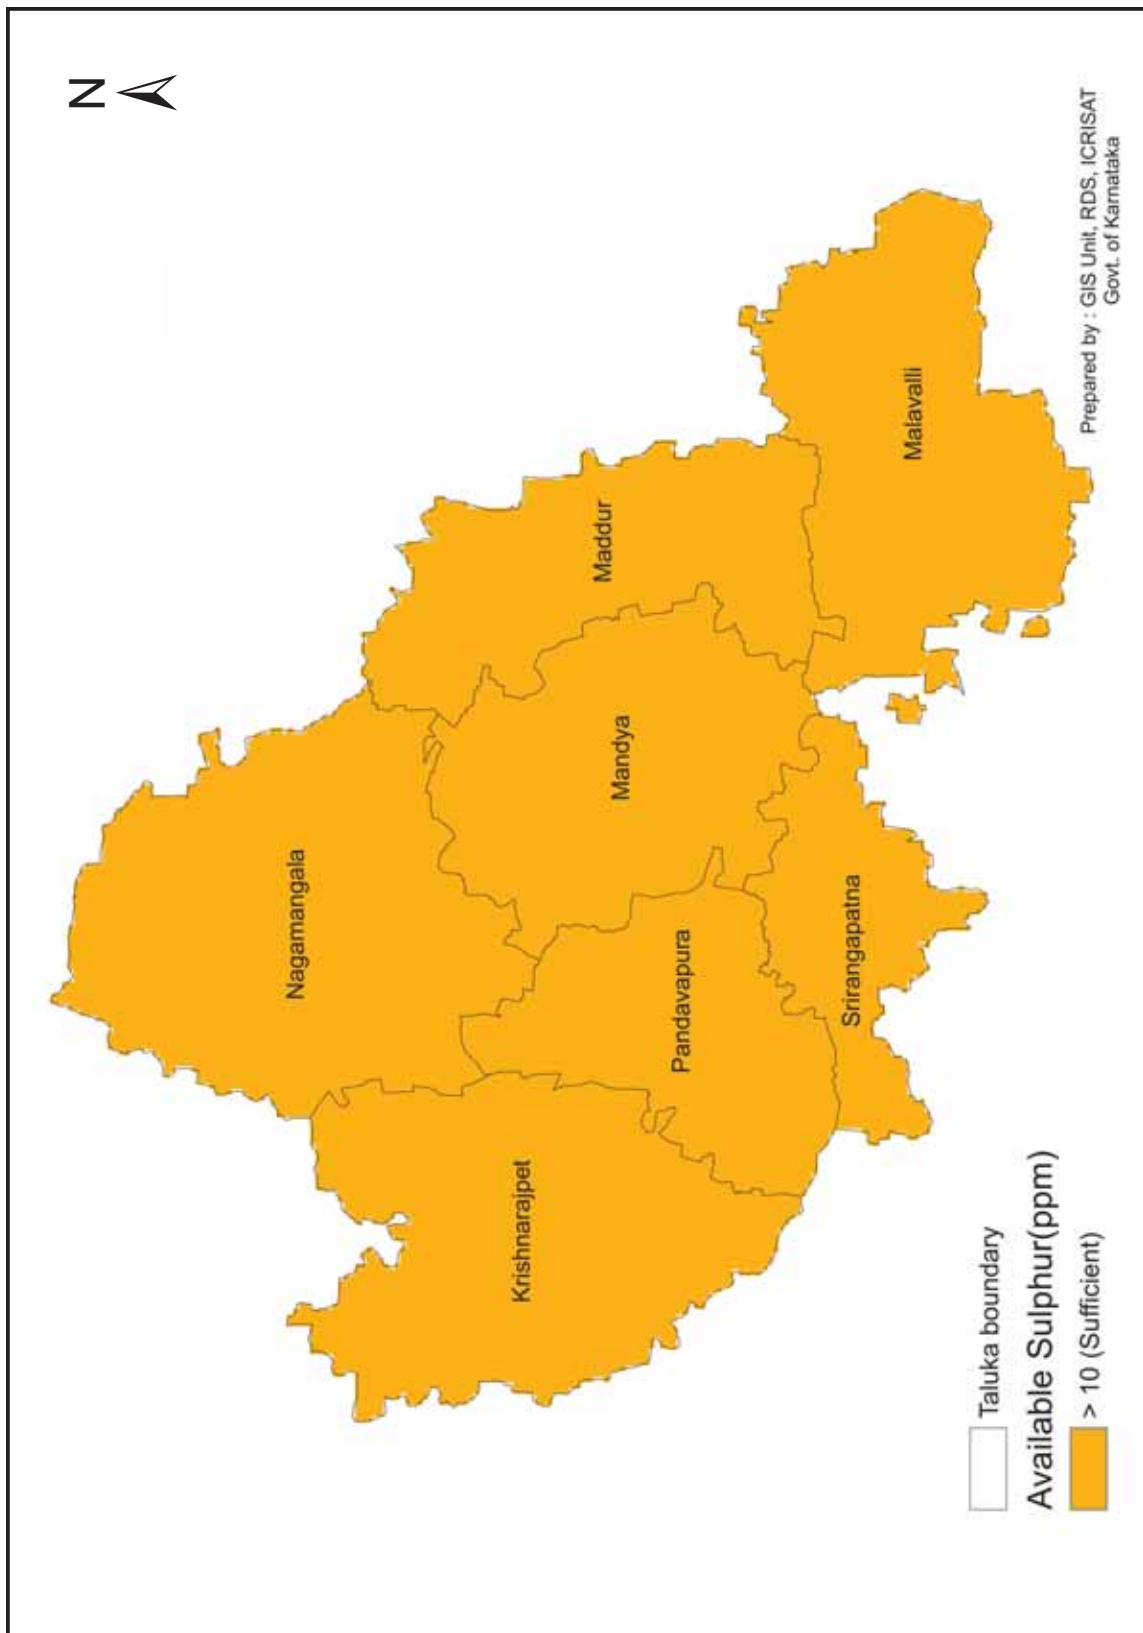 N
Nagamangala
Maddur
Krishnarajpet
Mandya
Pandavapura
Srirangapatna
Malavalli
Taluka boundary
Available Sulphur(ppm)
> 10 (Sufficient)
Prepared by : GIS Unit, RDS, ICRISAT
Govt. of Karnataka